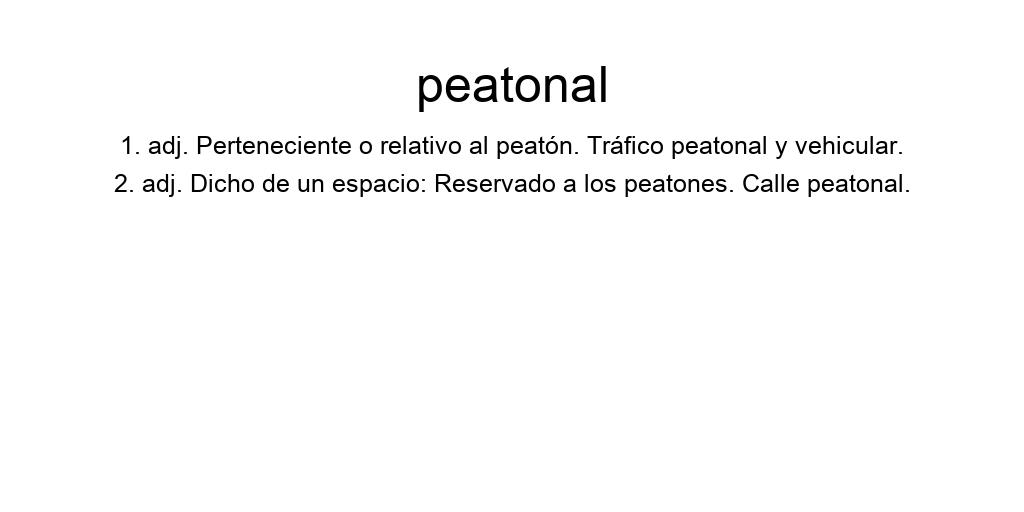 peatonal
1. adj. Perteneciente o relativo al peatón. Tráfico peatonal y vehicular.
2. adj. Dicho de un espacio: Reservado a los peatones. Calle peatonal.